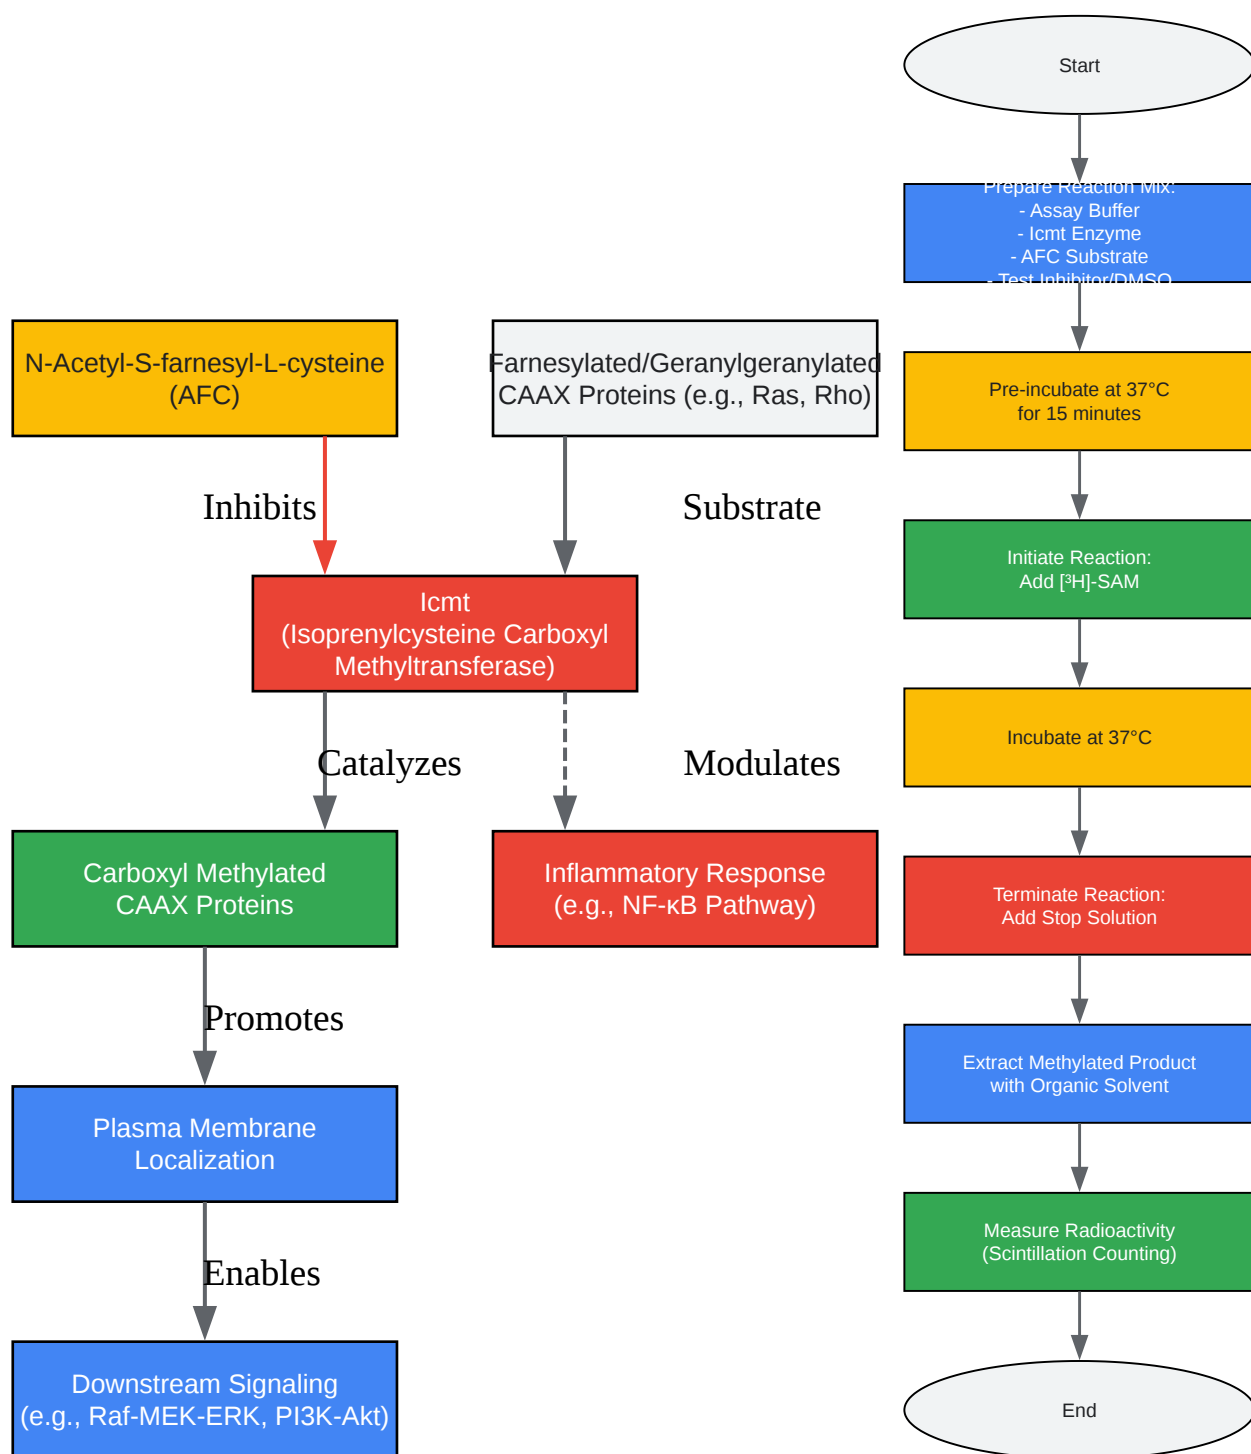 N-Acetyl-S-farnesyl-L-cysteine
(AFC)
Farnesylated/Geranylgeranylated
CAAX Proteins (e.g., Ras, Rho)
Inhibits
Substrate
Icmt
(Isoprenylcysteine Carboxyl
Methyltransferase)
Catalyzes
Modulates
Carboxyl Methylated
CAAX Proteins
Inflammatory Response
(e.g., NF-κB Pathway)
Promotes
Plasma Membrane
Localization
Enables
Downstream Signaling
(e.g., Raf-MEK-ERK, PI3K-Akt)
Start
Prepare Reaction Mix:
- Assay Buffer
- Icmt Enzyme
- AFC Substrate
- Test Inhibitor/DMSO
Pre-incubate at 37°C
for 15 minutes
Initiate Reaction:
Add [³H]-SAM
Incubate at 37°C
Terminate Reaction:
Add Stop Solution
Extract Methylated Product
with Organic Solvent
Measure Radioactivity
(Scintillation Counting)
End